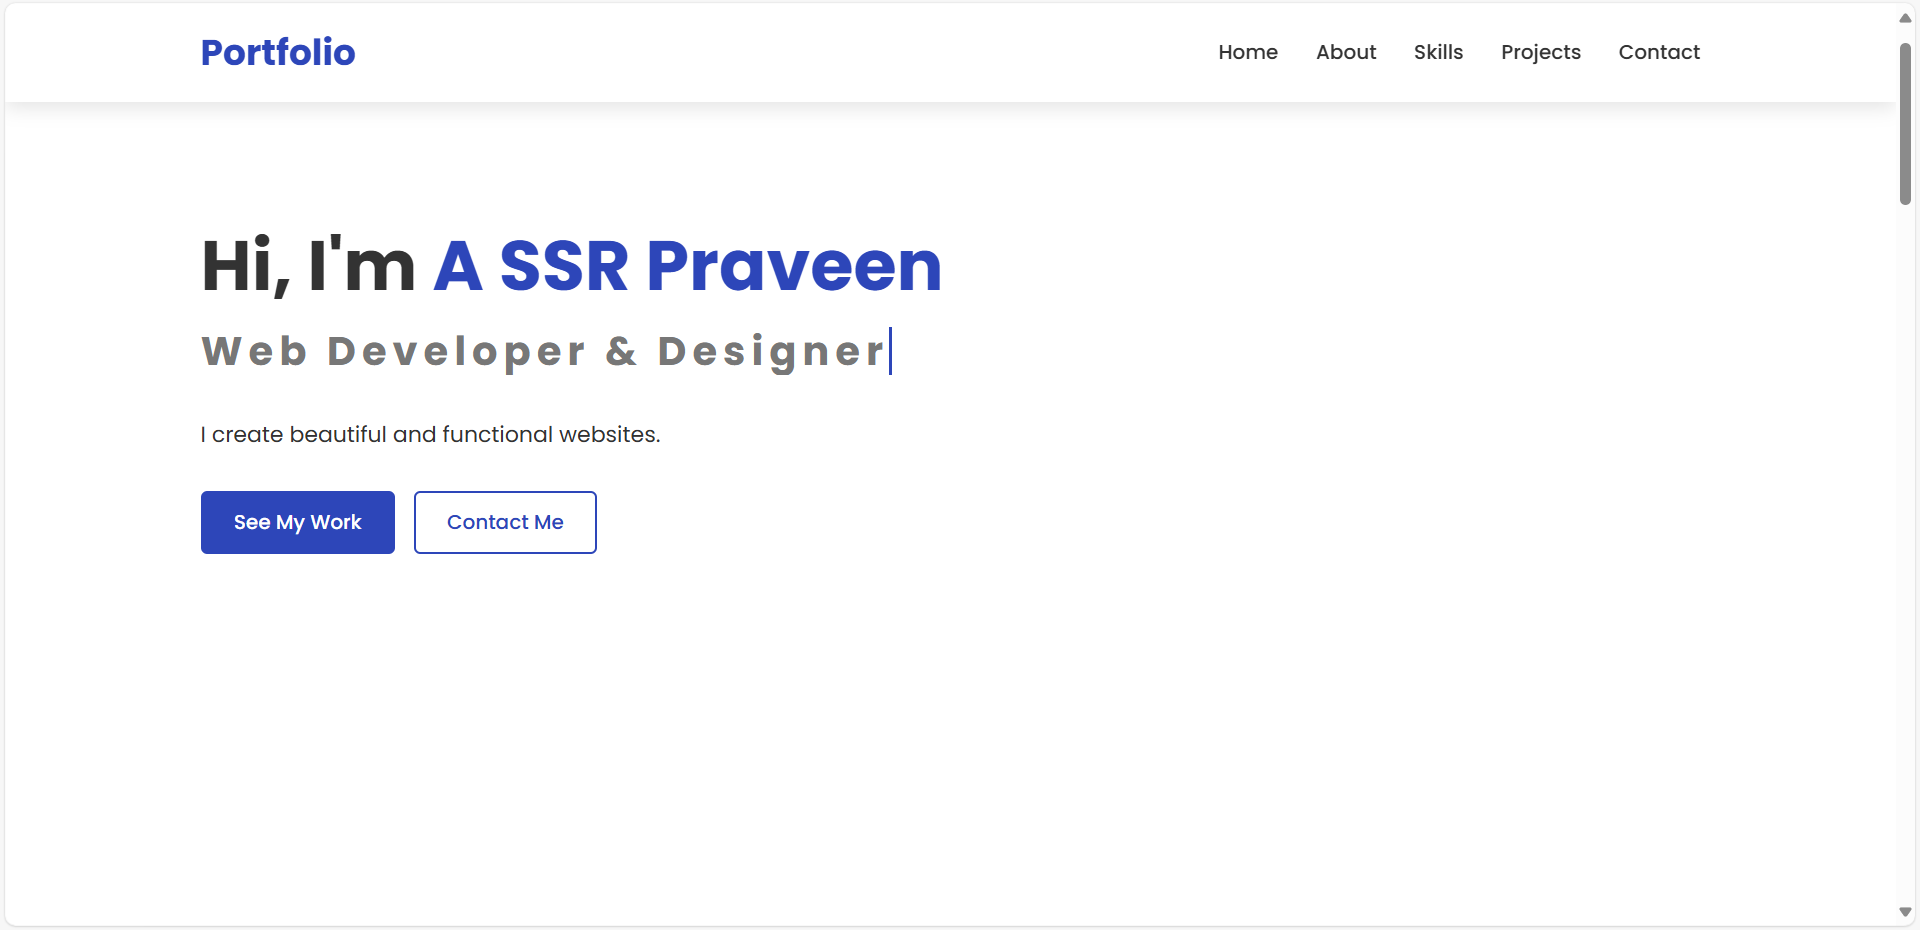 Portfolio
Home About Skills Projects Contact
Hi, I'm A SSR Praveen
Web Developer & Designer
I create beautiful and functional websites.
See My Work Contact Me